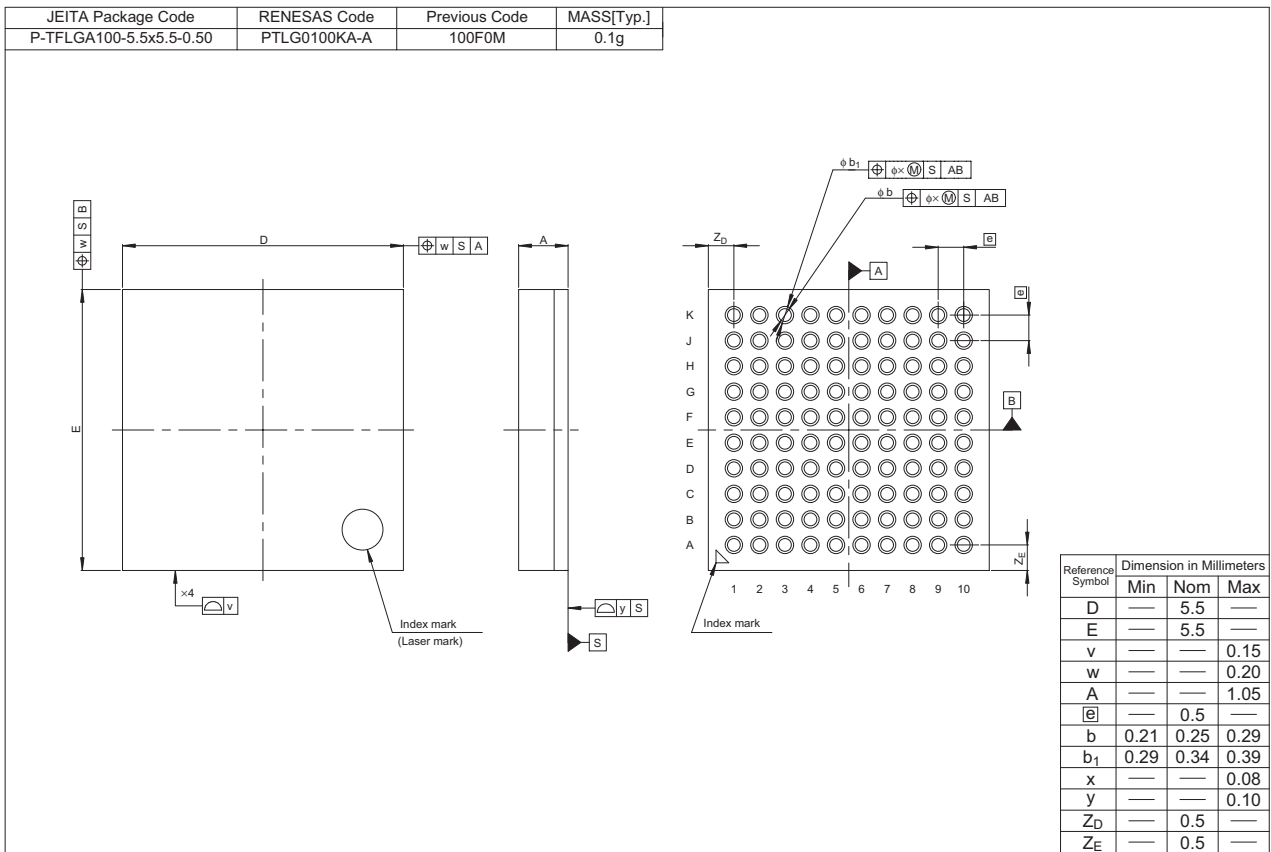 JEITA Package Code RENESAS Code Previous Code MASS[Typ.]
P-TFLGA100-5.5x5.5-0.50 PTLG0100KA-A 100F0M 0.1g
φ b1 ⌖ φ× Ⓜ S AB
φ b ⌖ φ× Ⓜ S AB
⌖ w S B
D
⌖ w S A
A
ZD
e
A
e
K
J
H
G
F
E
D
C
B
A
E
B
ZE
1 2 3 4 5 6 7 8 9 10
×4
⌓ v
Index mark
(Laser mark)
⌓ y S
S
Index mark
Reference Symbol Dimension in Millimeters
Min Nom Max
D — 5.5 —
E — 5.5 —
v — — 0.15
w — — 0.20
A — — 1.05
e — 0.5 —
b 0.21 0.25 0.29
b1 0.29 0.34 0.39
x — — 0.08
y — — 0.10
ZD — 0.5 —
ZE — 0.5 —